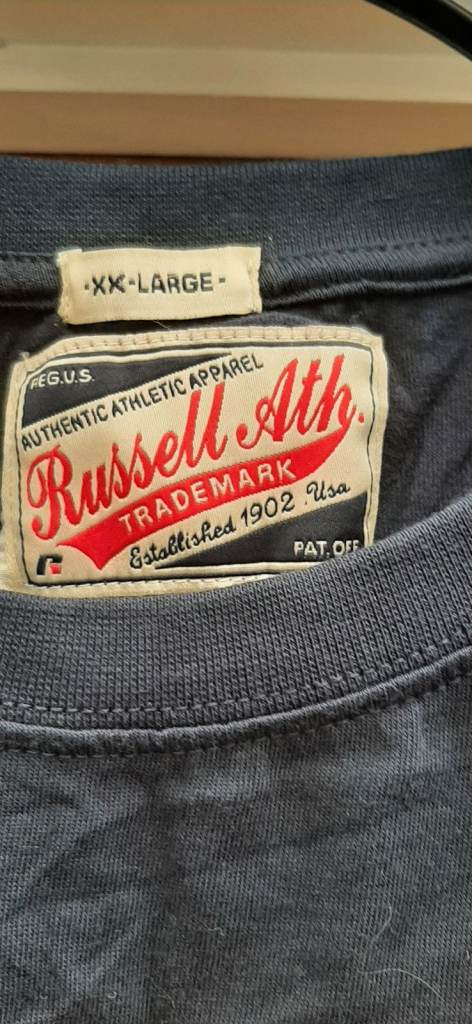 -XX-LARGE-
REG.U.S.
AUTHENTIC ATHLETIC APPAREL
Russell Ath.
TRADEMARK
Established 1902 Usa
PAT. OFF